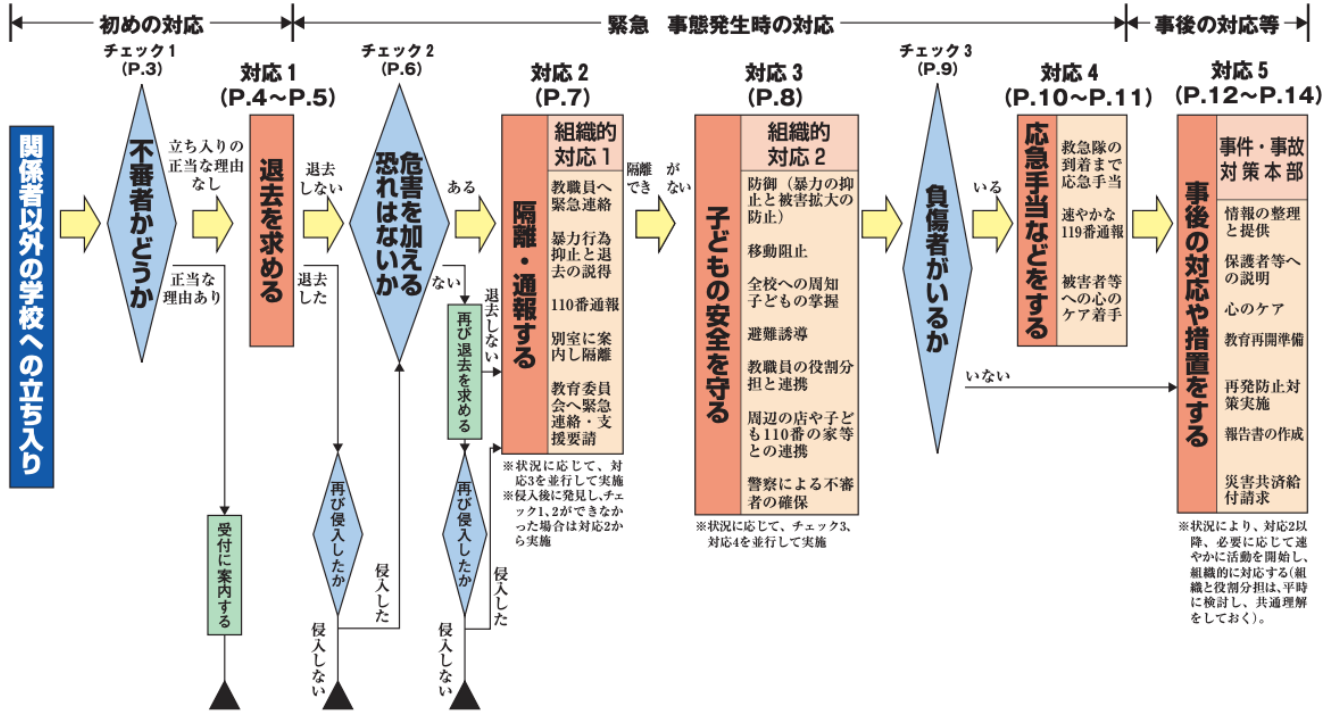 初めの対応
緊急 事態発生時の対応
事後の対応等
関係者以外の学校への立ち入り
チェック1
(P.3)
不審者かどうか
立ち入りの
正当な理由
なし
正当な
理由あり
受付に案内する
対応1
(P.4〜P.5)
退去を求める
退去
しない
退去
した
再び侵入したか
侵入した
侵入しない
チェック2
(P.6)
危害を加える
恐れはないか
ある
ない
再び退去を求める
退去しない
再び侵入したか
侵入した
侵入しない
対応2
(P.7)
隔離・通報する
組織的
対応1
教職員へ
緊急連絡
暴力行為
抑止と退
去の説得
110番通報
別室に案
内し隔離
教育委員
会へ緊急
連絡・支
援要請
※状況に応じて、対
応3を並行して実施
※侵入後に発見し、チェ
ック1、2ができなか
った場合は対応2か
ら実施
隔離 が
でき ない
対応3
(P.8)
子どもの安全を守る
組織的
対応2
防御（暴力の抑
止と被害拡大の
防止）
移動阻止
全校への周知
子どもの掌握
避難誘導
教職員の役割分
担と連携
周辺の店や子ど
も110番の家等
との連携
警察による不審
者の確保
※状況に応じて、チェック3、
対応4を並行して実施
チェック3
(P.9)
負傷者がいるか
いる
いない
対応4
(P.10〜P.11)
応急手当などをする
救急隊の
到着まで
応急手当
速やかな
119番通報
被害者等
への心の
ケア着手
対応5
(P.12〜P.14)
事後の対応や措置をする
事件・事故
対策本部
情報の整理
と提供
保護者等へ
の説明
心のケア
教育再開準備
再発防止対
策実施
報告書の作成
災害共済給
付請求
※状況により、対応2以
降、必要に応じて速
やかに活動を開始し、
組織的に対応する(組
織と役割分担は、平時
に検討し、共通理解
をしておく)。